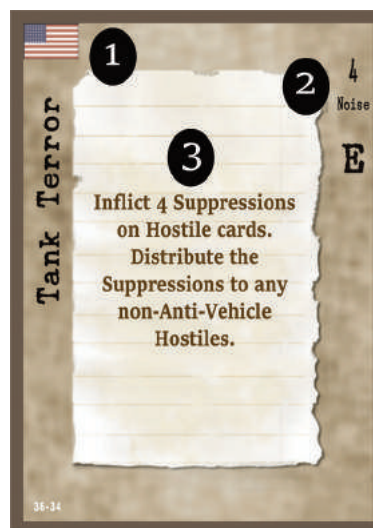 1
2
4
Noise
E
Tank Terror
3
Inflict 4 Suppressions
on Hostile cards.
Distribute the
Suppressions to any
non-Anti-Vehicle
Hostiles.
36-34